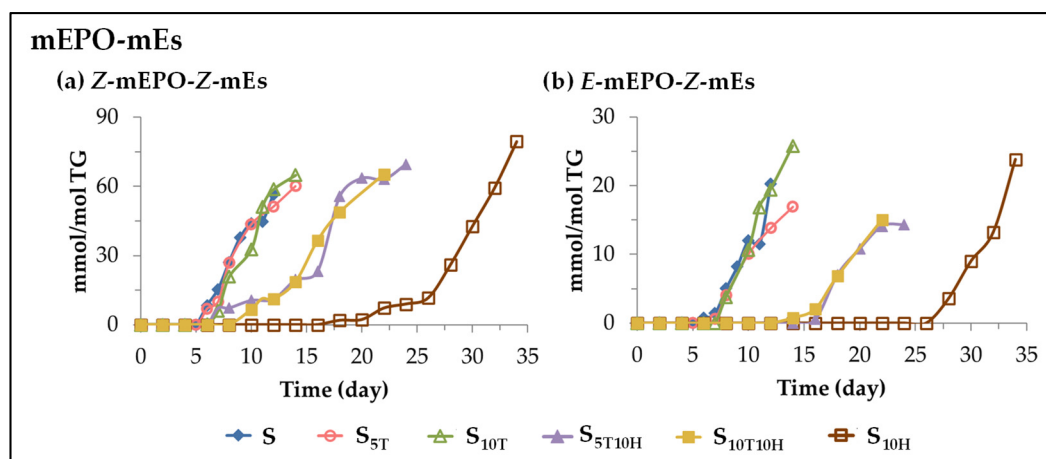 mEPO-mEs
(a) Z-mEPO-Z-mEs
(b) E-mEPO-Z-mEs
mmol/mol TG
90
60
30
0
0 5 10 15 20 25 30 35
Time (day)
mmol/mol TG
30
20
10
0
0 5 10 15 20 25 30 35
Time (day)
S S5T S10T S5T10H S10T10H S10H